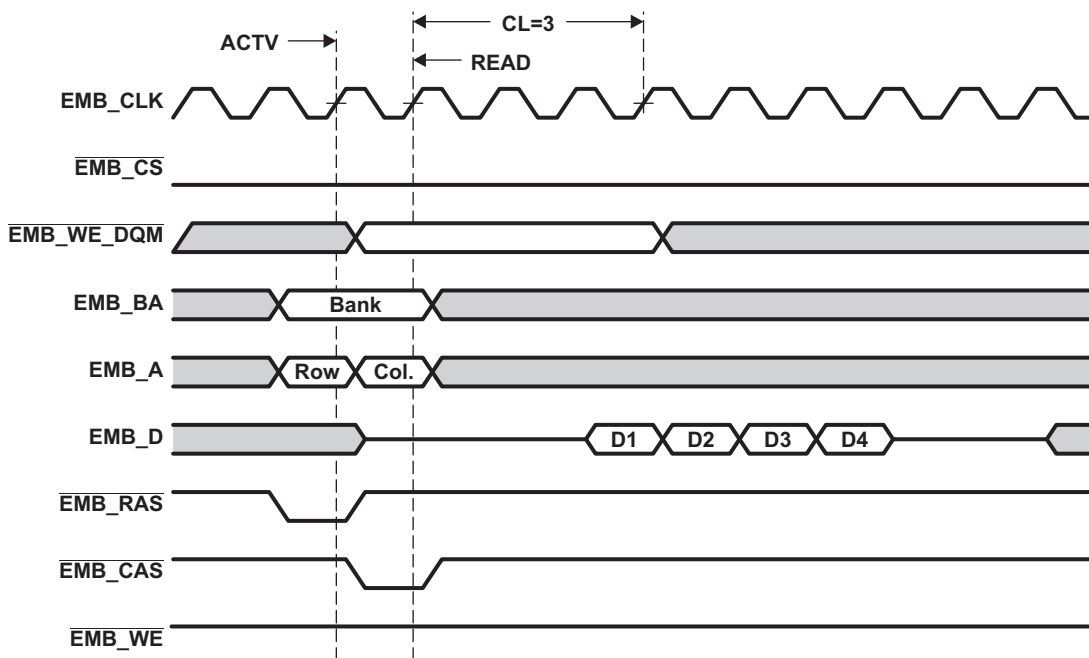 CL=3
ACTV
READ
EMB_CLK
EMB_CS
EMB_WE_DQM
EMB_BA
Bank
EMB_A
Row Col.
EMB_D
D1 D2 D3 D4
EMB_RAS
EMB_CAS
EMB_WE